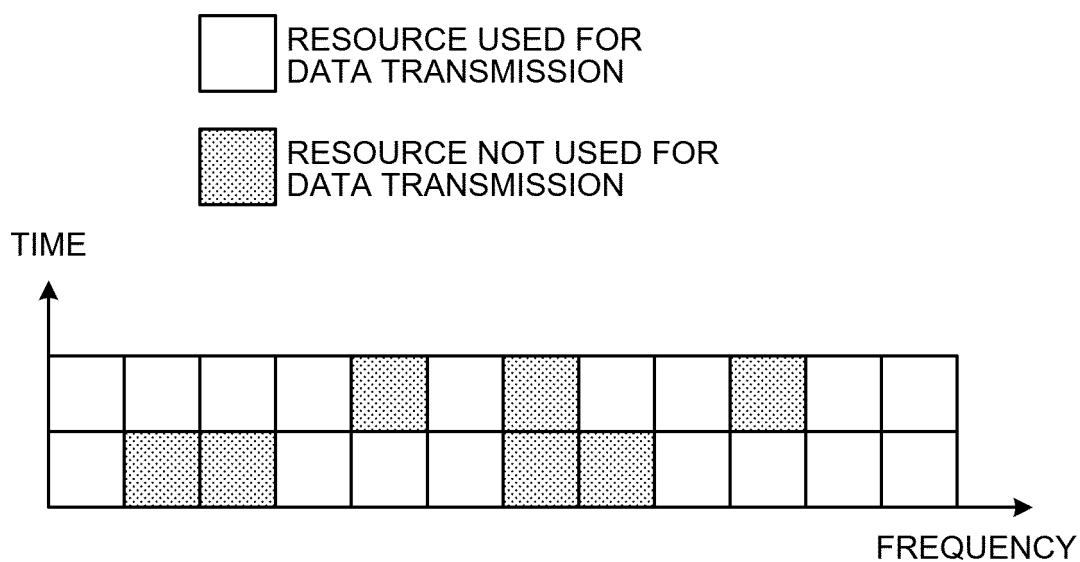 RESOURCE USED FOR
DATA TRANSMISSION
RESOURCE NOT USED FOR
DATA TRANSMISSION
TIME
FREQUENCY